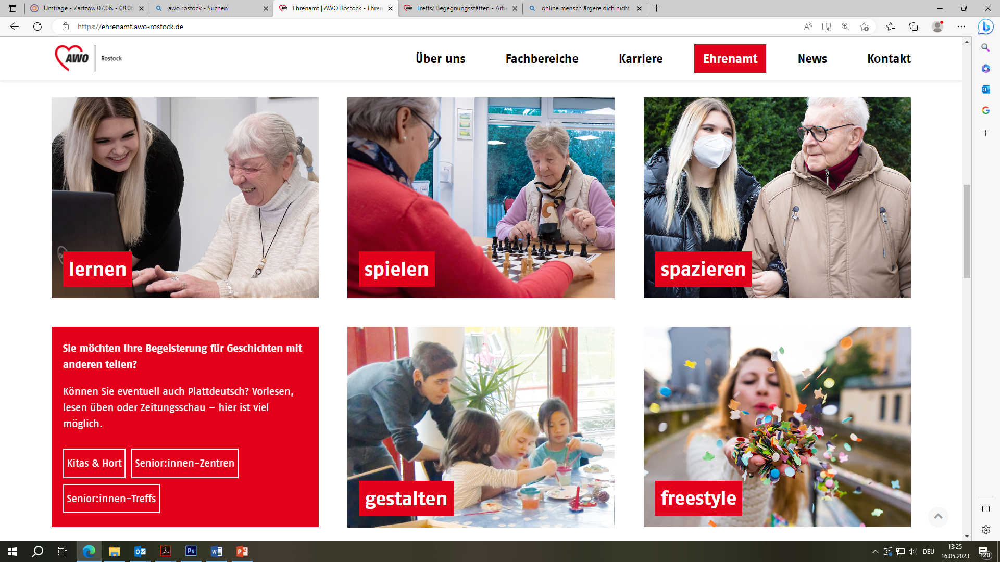 Umfrage - Zarfzow 07.06. - 08.06
awo rostock - Suchen
Ehrenamt | AWO Rostock - Ehren
Treffs/ Begegnungsstätten - Arbe
online mensch ärgere dich nicht
https://ehrenamt.awo-rostock.de
AWO Rostock
Über uns
Fachbereiche
Karriere
Ehrenamt
News
Kontakt
lernen
spielen
spazieren
Sie möchten Ihre Begeisterung für Geschichten mit
anderen teilen?
Können Sie eventuell auch Plattdeutsch? Vorlesen,
lesen üben oder Zeitungsschau – hier ist viel
möglich.
Kitas & Hort
Senior:innen-Zentren
Senior:innen-Treffs
gestalten
freestyle
Ps
DEU
13:25
16.05.2023
20